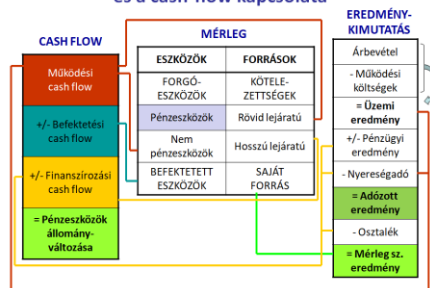 és a cash-flow kapcsolata
CASH FLOW
Működési
cash flow
+/- Befektetési
cash flow
+/- Finanszírozási
cash flow
= Pénzeszközök
állomány-
változása
MÉRLEG
ESZKÖZÖK
FORRÁSOK
FORGÓ-
ESZKÖZÖK
KÖTELE-
ZETTSÉGEK
Pénzeszközök
Rövid lejáratú
Nem
pénzeszközök
Hosszú lejáratú
BEFEKTETETT
ESZKÖZÖK
SAJÁT
FORRÁS
EREDMÉNY-
KIMUTATÁS
Árbevétel
- Működési
költségek
= Üzemi
eredmény
+/- Pénzügyi
eredmény
- Nyereségadó
= Adózott
eredmény
- Osztalék
= Mérleg sz.
eredmény